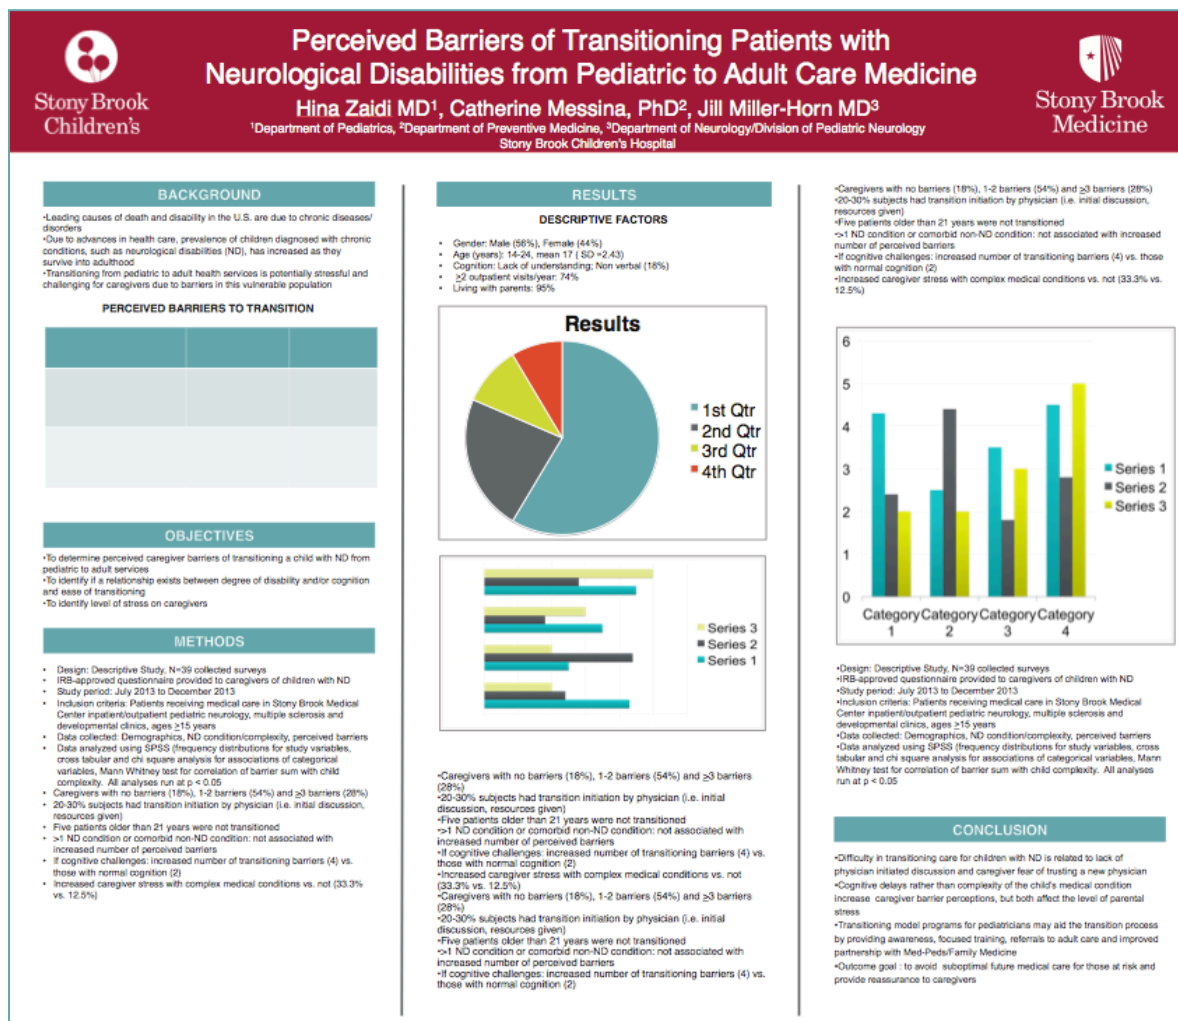 Stony Brook
Children's
Perceived Barriers of Transitioning Patients with
Neurological Disabilities from Pediatric to Adult Care Medicine
Hina Zaidi MD1, Catherine Messina, PhD2, Jill Miller-Horn MD3
1Department of Pediatrics, 2Department of Preventive Medicine, 3Department of Neurology/Division of Pediatric Neurology
Stony Brook Children's Hospital
Stony Brook
Medicine
BACKGROUND
•Leading causes of death and disability in the U.S. are due to chronic diseases/
disorders
•Due to advances in health care, prevalence of children diagnosed with chronic
conditions, such as neurological disabilities (ND), has increased as they
survive into adulthood
•Transitioning from pediatric to adult health services is potentially stressful and
challenging for caregivers due to barriers in this vulnerable population
PERCEIVED BARRIERS TO TRANSITION
OBJECTIVES
•To determine perceived caregiver barriers of transitioning a child with ND from
pediatric to adult services
•To identify if a relationship exists between degree of disability and/or cognition
and ease of transitioning
•To identify level of stress on caregivers
METHODS
• Design: Descriptive Study, N=39 collected surveys
• IRB-approved questionnaire provided to caregivers of children with ND
• Study period: July 2013 to December 2013
• Inclusion criteria: Patients receiving medical care in Stony Brook Medical
Center inpatient/outpatient pediatric neurology, multiple sclerosis and
developmental clinics, ages ≥15 years
• Data collected: Demographics, ND condition/complexity, perceived barriers
• Data analyzed using SPSS (frequency distributions for study variables, cross
tabular and chi square analysis for associations of categorical
variables, Mann Whitney test for correlation of barrier sum with child
complexity. All analyses run at p < 0.05
• Caregivers with no barriers (18%), 1-2 barriers (54%) and ≥3 barriers (28%)
• 20-30% subjects had transition initiation by physician (i.e. initial discussion,
resources given)
• Five patients older than 21 years were not transitioned
• >1 ND condition or comorbid non-ND condition: not associated with
increased number of perceived barriers
• If cognitive challenges: increased number of transitioning barriers (4) vs.
those with normal cognition (2)
• Increased caregiver stress with complex medical conditions vs. not (33.3%
vs. 12.5%)
RESULTS
DESCRIPTIVE FACTORS
• Gender: Male (56%), Female (44%)
• Age (years): 14-24, mean 17 ( SD =2.43)
• Cognition: Lack of understanding; Non verbal (18%)
• ≥2 outpatient visits/year: 74%
• Living with parents: 95%
Results
1st Qtr
2nd Qtr
3rd Qtr
4th Qtr
Series 3
Series 2
Series 1
•Caregivers with no barriers (18%), 1-2 barriers (54%) and ≥3 barriers
(28%)
•20-30% subjects had transition initiation by physician (i.e. initial
discussion, resources given)
•Five patients older than 21 years were not transitioned
•>1 ND condition or comorbid non-ND condition: not associated with
increased number of perceived barriers
•If cognitive challenges: increased number of transitioning barriers (4) vs.
those with normal cognition (2)
•Increased caregiver stress with complex medical conditions vs. not
(33.3% vs. 12.5%)
•Caregivers with no barriers (18%), 1-2 barriers (54%) and ≥3 barriers
(28%)
•20-30% subjects had transition initiation by physician (i.e. initial
discussion, resources given)
•Five patients older than 21 years were not transitioned
•>1 ND condition or comorbid non-ND condition: not associated with
increased number of perceived barriers
•If cognitive challenges: increased number of transitioning barriers (4) vs.
those with normal cognition (2)
•Caregivers with no barriers (18%), 1-2 barriers (54%) and ≥3 barriers (28%)
•20-30% subjects had transition initiation by physician (i.e. initial discussion,
resources given)
•Five patients older than 21 years were not transitioned
•>1 ND condition or comorbid non-ND condition: not associated with increased
number of perceived barriers
•If cognitive challenges: increased number of transitioning barriers (4) vs. those
with normal cognition (2)
•Increased caregiver stress with complex medical conditions vs. not (33.3% vs.
12.5%)
6
5
4
3
2
1
0
Category 1
Category 2
Category 3
Category 4
Series 1
Series 2
Series 3
•Design: Descriptive Study, N=39 collected surveys
•IRB-approved questionnaire provided to caregivers of children with ND
•Study period: July 2013 to December 2013
•Inclusion criteria: Patients receiving medical care in Stony Brook Medical
Center inpatient/outpatient pediatric neurology, multiple sclerosis and
developmental clinics, ages ≥15 years
•Data collected: Demographics, ND condition/complexity, perceived barriers
•Data analyzed using SPSS (frequency distributions for study variables, cross
tabular and chi square analysis for associations of categorical variables, Mann
Whitney test for correlation of barrier sum with child complexity. All analyses
run at p < 0.05
CONCLUSION
•Difficulty in transitioning care for children with ND is related to lack of
physician initiated discussion and caregiver fear of trusting a new physician
•Cognitive delays rather than complexity of the child's medical condition
increase caregiver barrier perceptions, but both affect the level of parental
stress
•Transitioning model programs for pediatricians may aid the transition process
by providing awareness, focused training, referrals to adult care and improved
partnership with Med-Peds/Family Medicine
•Outcome goal : to avoid suboptimal future medical care for those at risk and
provide reassurance to caregivers